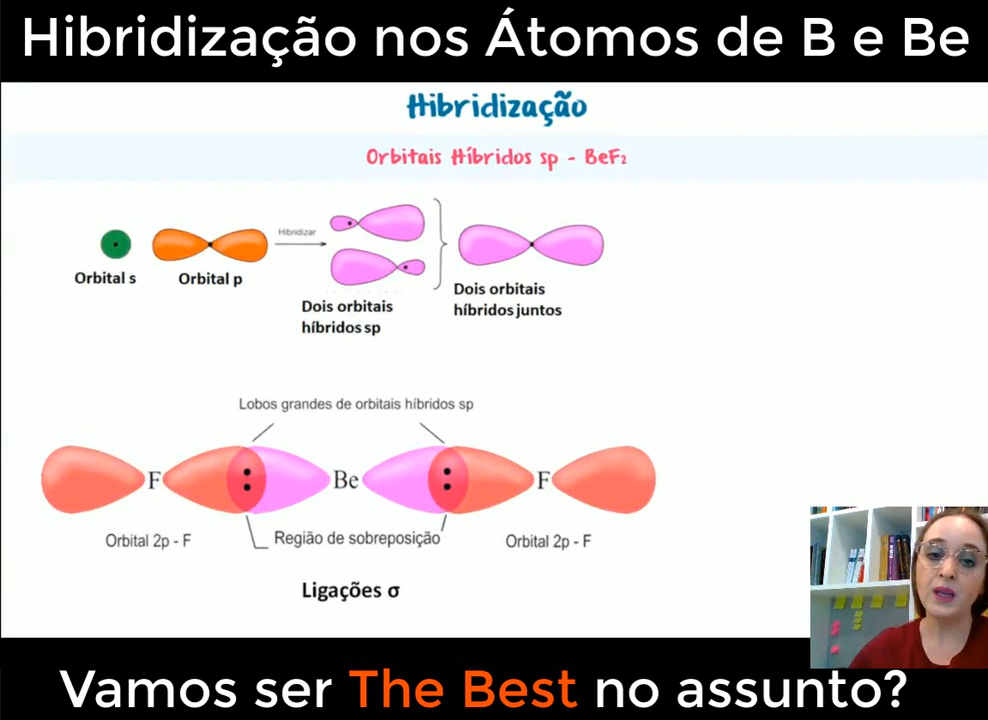 Hibridização nos Átomos de B e Be
Hibridização
Orbitais Híbridos sp - BeF₂
Hibridizar
Orbital s
Orbital p
Dois orbitais
híbridos sp
Dois orbitais
híbridos juntos
Lobos grandes de orbitais híbridos sp
F
Be
F
Orbital 2p - F
Região de sobreposição
Orbital 2p - F
Ligações σ
Vamos ser The Best no assunto?